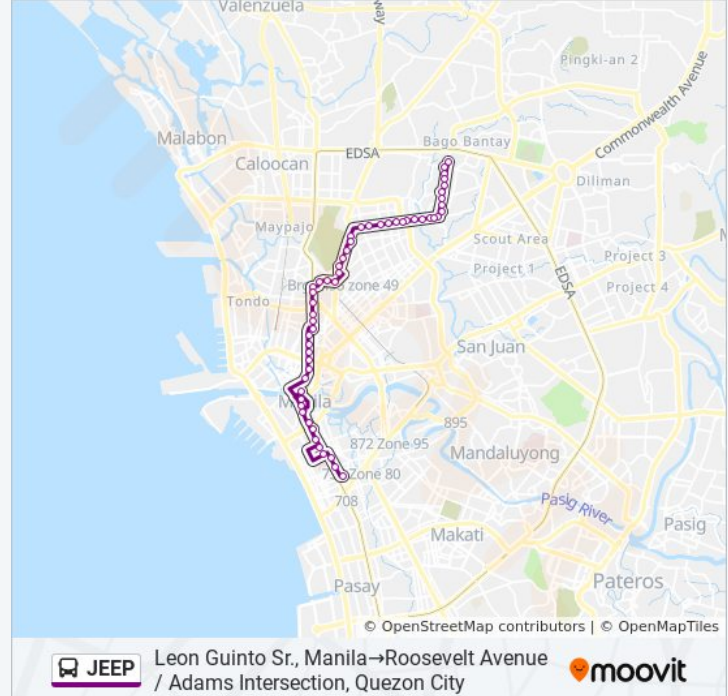 Valenzuela
way
Pingki-an 2
Commonwealth Avenue
Malabon
Bago Bantay
EDSA
Caloocan
Diliman
Maypajo
Scout Area
Project 3
Project 1
EDSA
Project 4
zone 49
Tondo
San Juan
895
872 Zone 95
Mandaluyong
Zone 80
708
Pasig River
Makati
Pasig
Pasay
Pateros
© OpenStreetMap contributors | © OpenMapTiles
JEEP
Leon Guinto Sr., Manila→Roosevelt Avenue
/ Adams Intersection, Quezon City
moovit